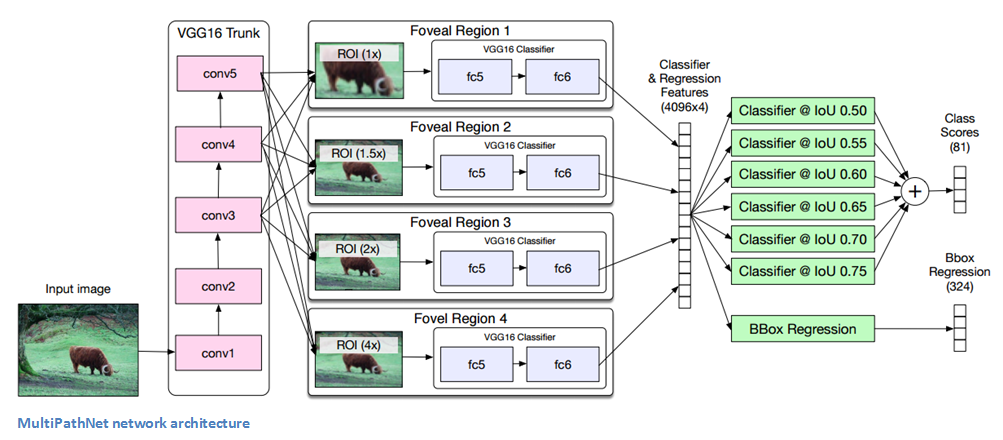 VGG16 Trunk
conv5
conv4
conv3
conv2
conv1
Input image
Foveal Region 1
ROI (1x)
VGG16 Classifier
fc5
fc6
Foveal Region 2
ROI (1.5x)
VGG16 Classifier
fc5
fc6
Foveal Region 3
ROI (2x)
VGG16 Classifier
fc5
fc6
Fovel Region 4
ROI (4x)
VGG16 Classifier
fc5
fc6
Classifier
& Regression
Features
(4096x4)
Classifier @ IoU 0.50
Classifier @ IoU 0.55
Classifier @ IoU 0.60
Classifier @ IoU 0.65
Classifier @ IoU 0.70
Classifier @ IoU 0.75
BBox Regression
+
Class
Scores
(81)
Bbox
Regression
(324)
MultiPathNet network architecture